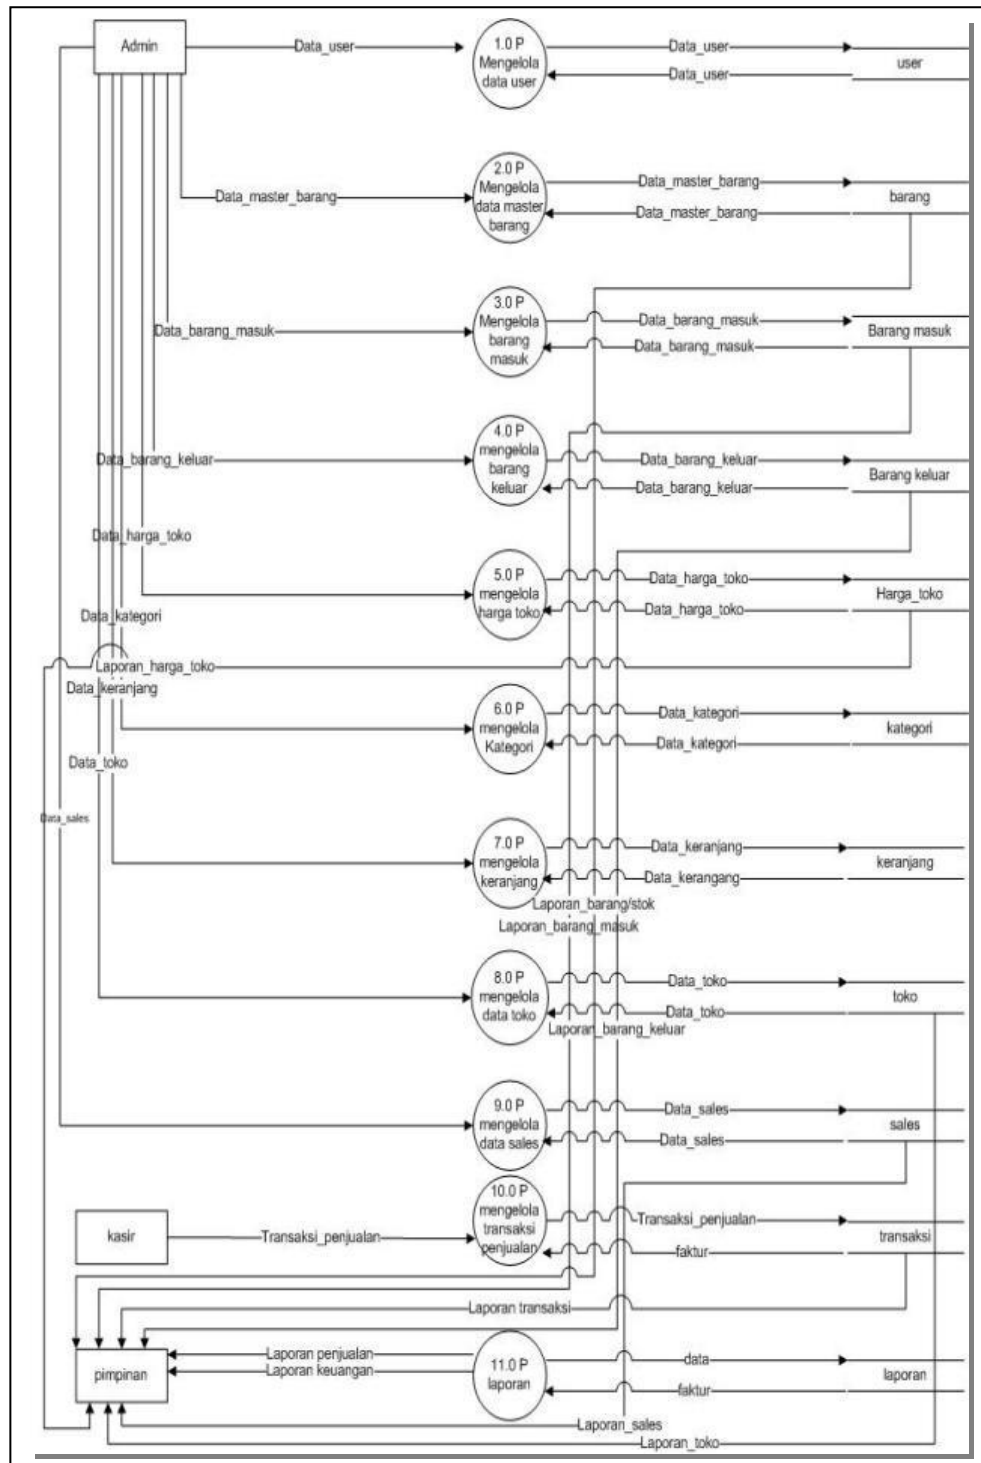 Admin
Data_user
1.0 P
Mengelola
data user
Data_user
Data_user
user
Data_master_barang
2.0 P
Mengelola
data master
barang
Data_master_barang
Data_master_barang
barang
Data_barang_masuk
3.0 P
Mengelola
barang
masuk
Data_barang_masuk
Data_barang_masuk
Barang masuk
Data_barang_keluar
4.0 P
mengelola
barang
keluar
Data_barang_keluar
Data_barang_keluar
Barang keluar
Data_harga_toko
5.0 P
mengelola
harga toko
Data_harga_toko
Data_harga_toko
Harga_toko
Data_kategori
Laporan_harga_toko
Data_keranjang
6.0 P
mengelola
Kategori
Data_kategori
Data_kategori
kategori
Data_toko
Data_sales
7.0 P
mengelola
keranjang
Data_keranjang
Data_kerangang
keranjang
Laporan_barang/stok
Laporan_barang_masuk
8.0 P
mengelola
data toko
Data_toko
Data_toko
toko
Laporan_barang_keluar
9.0 P
mengelola
data sales
Data_sales
Data_sales
sales
kasir
Transaksi_penjualan
10.0 P
mengelola
transaksi
penjualan
Transaksi_penjualan
faktur
transaksi
Laporan transaksi
pimpinan
Laporan penjualan
Laporan keuangan
11.0 P
laporan
data
faktur
laporan
Laporan_sales
Laporan_toko